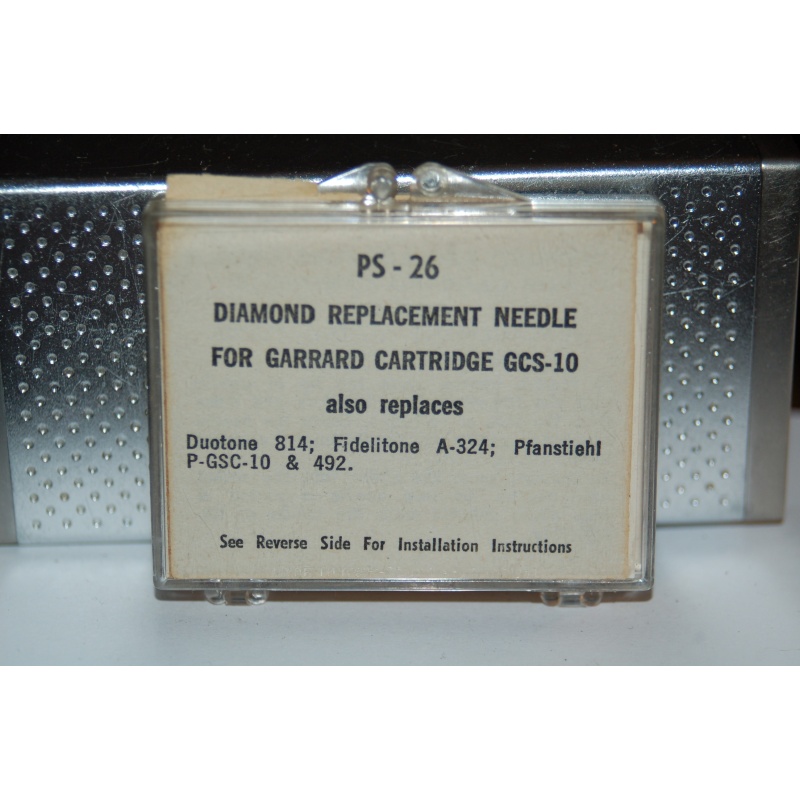 PS - 26
DIAMOND REPLACEMENT NEEDLE
FOR GARRARD CARTRIDGE GCS-10
also replaces
Duotone 814; Fidelitone A-324; Pfanstiehl
P-GSC-10 & 492.
See Reverse Side For Installation Instructions